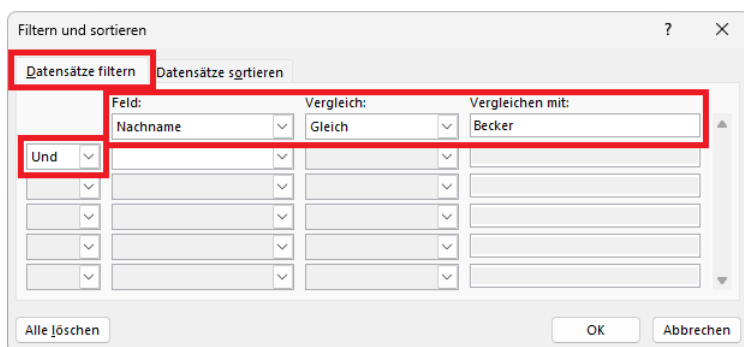 Filtern und sortieren ? ×
Datensätze filtern Datensätze sortieren
Feld: Vergleich: Vergleichen mit:
Nachname Gleich Becker
Und
Alle löschen OK Abbrechen